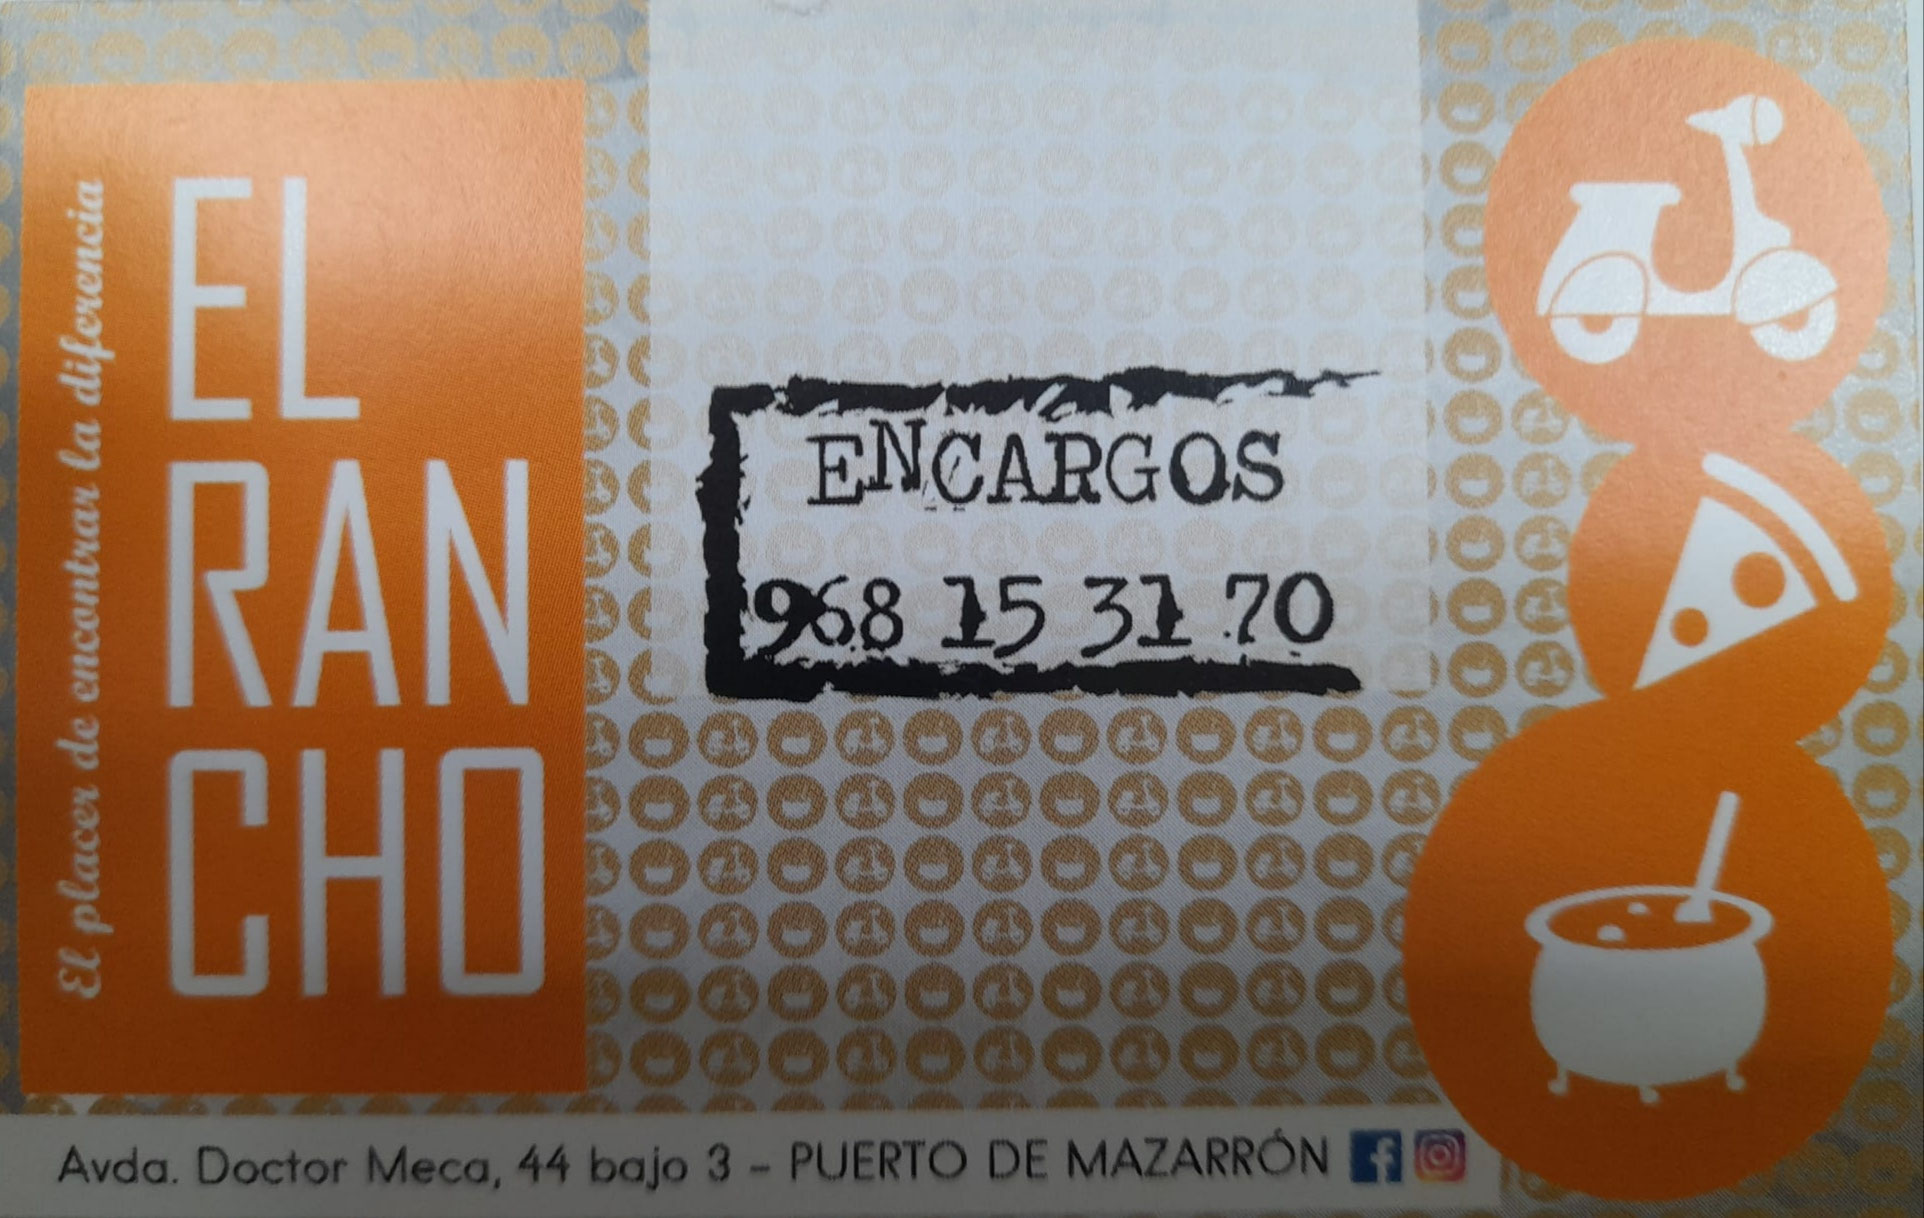 El placer de encontrar la diferencia
EL
RAN
CHO
ENCARGOS
968 15 31 70
Avda. Doctor Meca, 44 bajo 3 - PUERTO DE MAZARRÓN